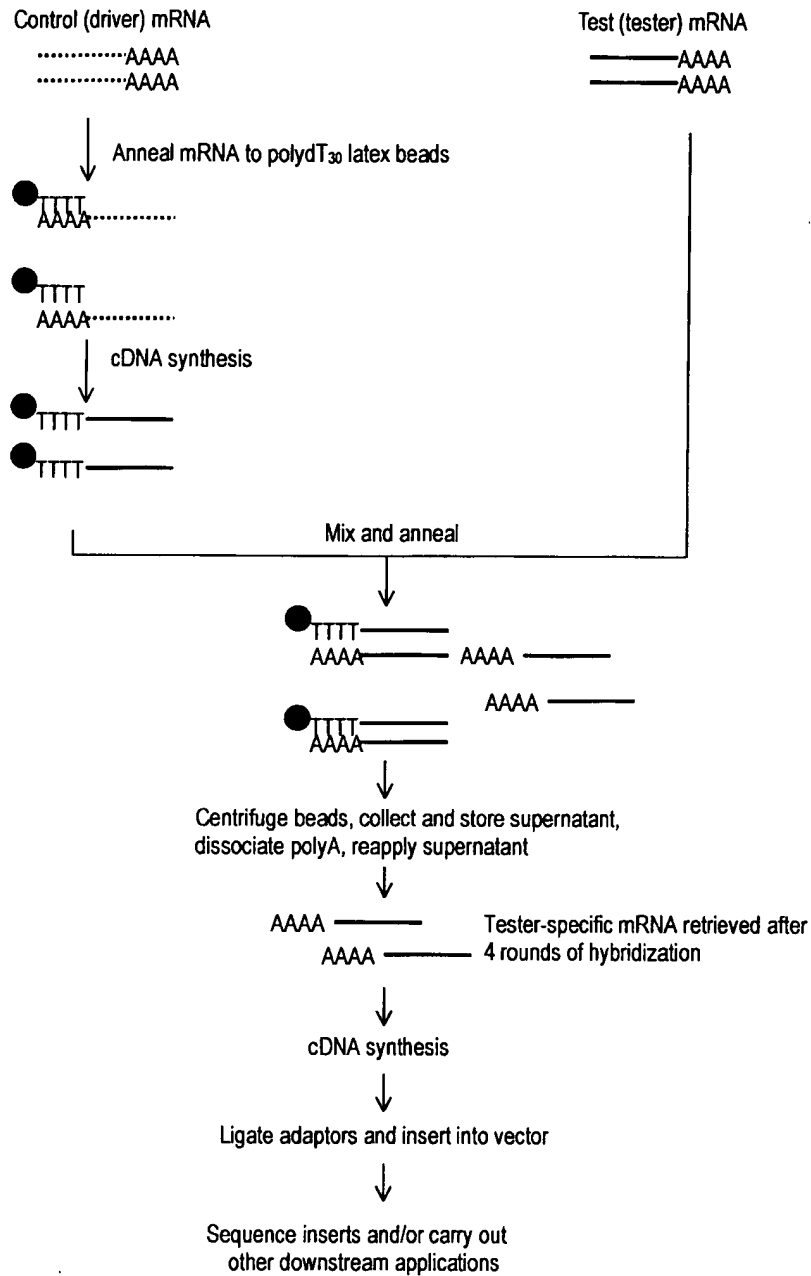 Control (driver) mRNA
Test (tester) mRNA
AAAA
AAAA
AAAA
AAAA
Anneal mRNA to polydT₃₀ latex beads
TTTT
AAAA
TTTT
AAAA
cDNA synthesis
TTTT
TTTT
Mix and anneal
TTTT
AAAA AAAA
AAAA
TTTT
AAAA
Centrifuge beads, collect and store supernatant,
dissociate polyA, reapply supernatant
AAAA
AAAA
Tester-specific mRNA retrieved after
4 rounds of hybridization
cDNA synthesis
Ligate adaptors and insert into vector
Sequence inserts and/or carry out
other downstream applications